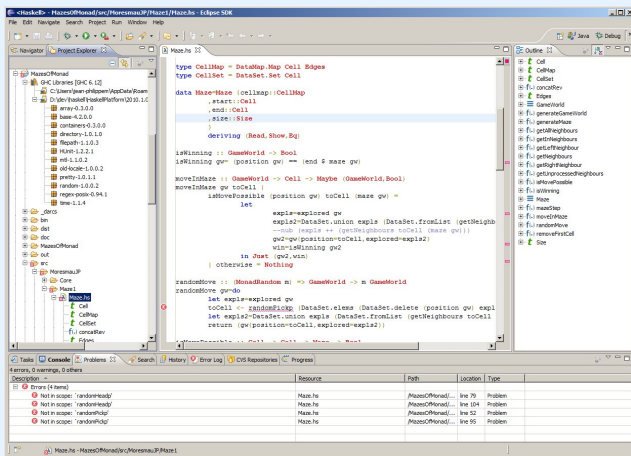 <Haskell> - MazesOfMonad/src/MoresmauJP/Maze1/Maze.hs - Eclipse SDK
File Edit Navigate Search Project Run Window Help
Java Debug
Navigator Project Explorer
MazesOfMonad
GHC Libraries [GHC 6.12]
C:\Users\jean-philippem\AppData\Roam
D:\dev\haskell\HaskellPlatform\2010.1.0
array-0.3.0.0
base-4.2.0.0
containers-0.3.0.0
directory-1.0.1.0
filepath-1.1.0.3
HUnit-1.2.2.1
mtl-1.1.0.2
old-locale-1.0.0.2
pretty-1.0.1.1
random-1.0.0.2
regex-posix-0.94.1
time-1.1.4
_darcs
bin
dist
doc
MazesOfMonad
out
src
MoresmauJP
Core
Maze1
Maze.hs
Cell
CellMap
CellSet
concatRev
Edges
Maze.hs
type CellMap = DataMap.Map Cell Edges
type CellSet = DataSet.Set Cell
data Maze=Maze {cellmap::CellMap
,start::Cell
,end::Cell
,size::Size
}
deriving (Read,Show,Eq)
isWinning :: GameWorld -> Bool
isWinning gw= (position gw) == (end $ maze gw)
moveInMaze :: GameWorld -> Cell -> Maybe (GameWorld,Bool)
moveInMaze gw toCell |
isMovePossible (position gw) toCell (maze gw) =
let
expls=explored gw
expls2=DataSet.union expls (DataSet.fromList (getNeighb
--nub (expls ++ (getNeighbours toCell (maze gw)))
gw2=gw{position=toCell,explored=expls2}
win=isWinning gw2
in Just (gw2,win)
| otherwise = Nothing
randomMove :: (MonadRandom m) => GameWorld -> m GameWorld
randomMove gw=do
let expls=explored gw
toCell <- randomPickp (DataSet.elems (DataSet.delete (position gw) expl
let expls2=DataSet.union expls (DataSet.fromList (getNeighbours toCell
return (gw{position=toCell,explored=expls2})
Outline
Cell
CellMap
CellSet
concatRev
Edges
GameWorld
generateGameWorld
generateMaze
getAllNeighbours
getInNeighbours
getLeftNeighbour
getNeighbours
getRightNeighbour
getUnprocessedNeighbours
isMovePossible
isWinning
Maze
mazeStep
moveInMaze
randomMove
removeFirstCell
Size
Tasks Console Problems Search History Error Log CVS Repositories Progress
4 errors, 0 warnings, 0 others
Description Resource Path Location Type
Errors (4 items)
Not in scope: `randomHeadp' Maze.hs /MazesOfMonad/... line 79 Problem
Not in scope: `randomHeadp' Maze.hs /MazesOfMonad/... line 104 Problem
Not in scope: `randomPickp' Maze.hs /MazesOfMonad/... line 52 Problem
Not in scope: `randomPickp' Maze.hs /MazesOfMonad/... line 95 Problem
Maze.hs - MazesOfMonad/src/MoresmauJP/Maze1